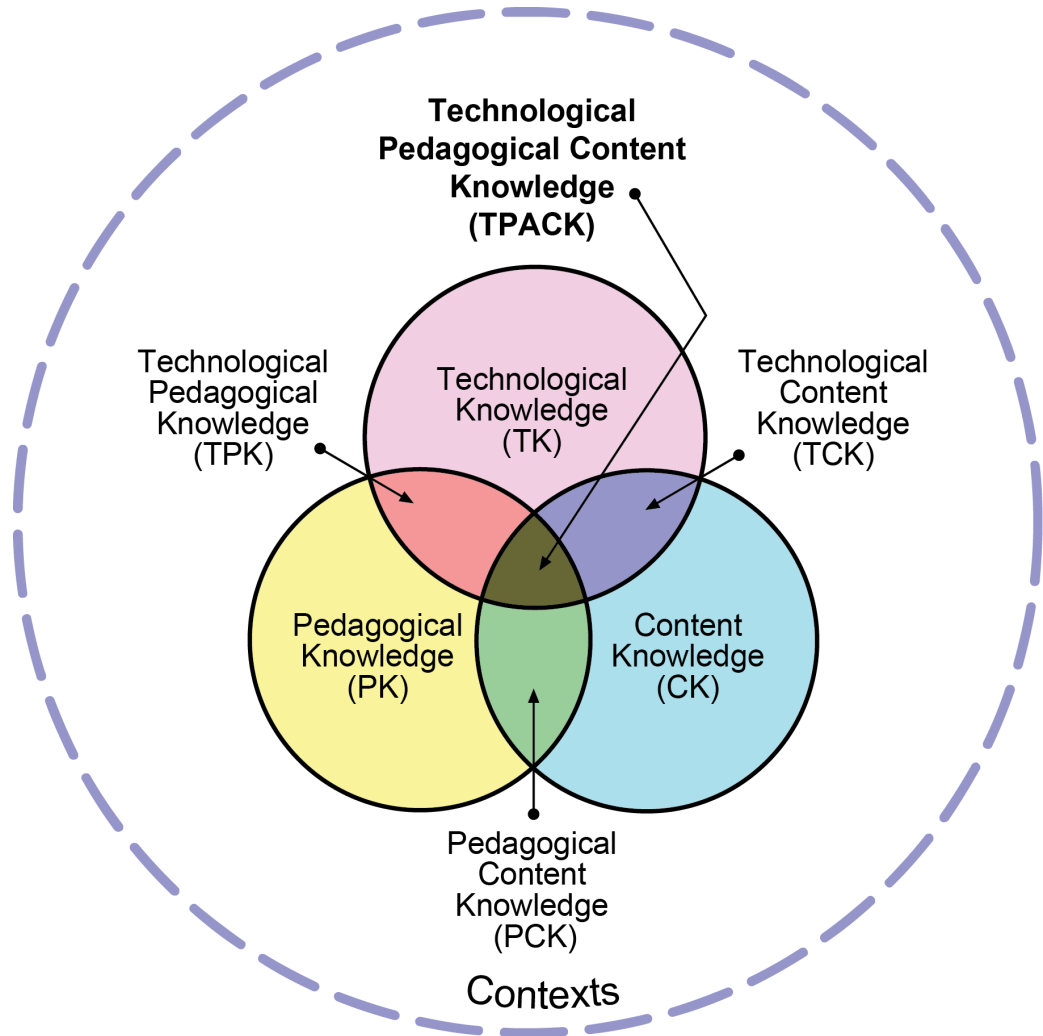 Technological
Pedagogical Content
Knowledge
(TPACK)
Technological
Pedagogical
Knowledge
(TPK)
Technological
Knowledge
(TK)
Technological
Content
Knowledge
(TCK)
Pedagogical
Knowledge
(PK)
Content
Knowledge
(CK)
Pedagogical
Content
Knowledge
(PCK)
Contexts